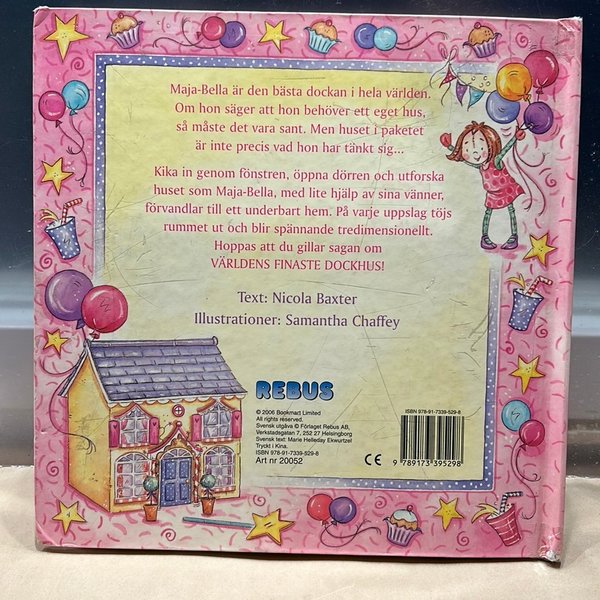 Maja-Bella är den bästa dockan i hela världen.
Om hon säger att hon behöver ett eget hus,
så måste det vara sant. Men huset i paketet
är inte precis vad hon har tänkt sig...
Kika in genom fönstren, öppna dörren och utforska
huset som Maja-Bella, med lite hjälp av sina vänner,
förvandlar till ett underbart hem. På varje uppslag töjs
rummet ut och blir spännande tredimensionellt.
Hoppas att du gillar sagan om
VÄRLDENS FINASTE DOCKHUS!
Text: Nicola Baxter
Illustrationer: Samantha Chaffey
REBUS
© 2006 Bookmart Limited
All rights reserved.
Svensk utgåva © Förlaget Rebus AB,
Verkstadsgatan 7, 252 27 Helsingborg
Svensk text: Marie Helleday Ekwurtzel
Tryckt i Kina.
ISBN 978-91-7339-529-8
Art nr 20052
CE
ISBN 978-91-7339-529-8
9 789173 395298